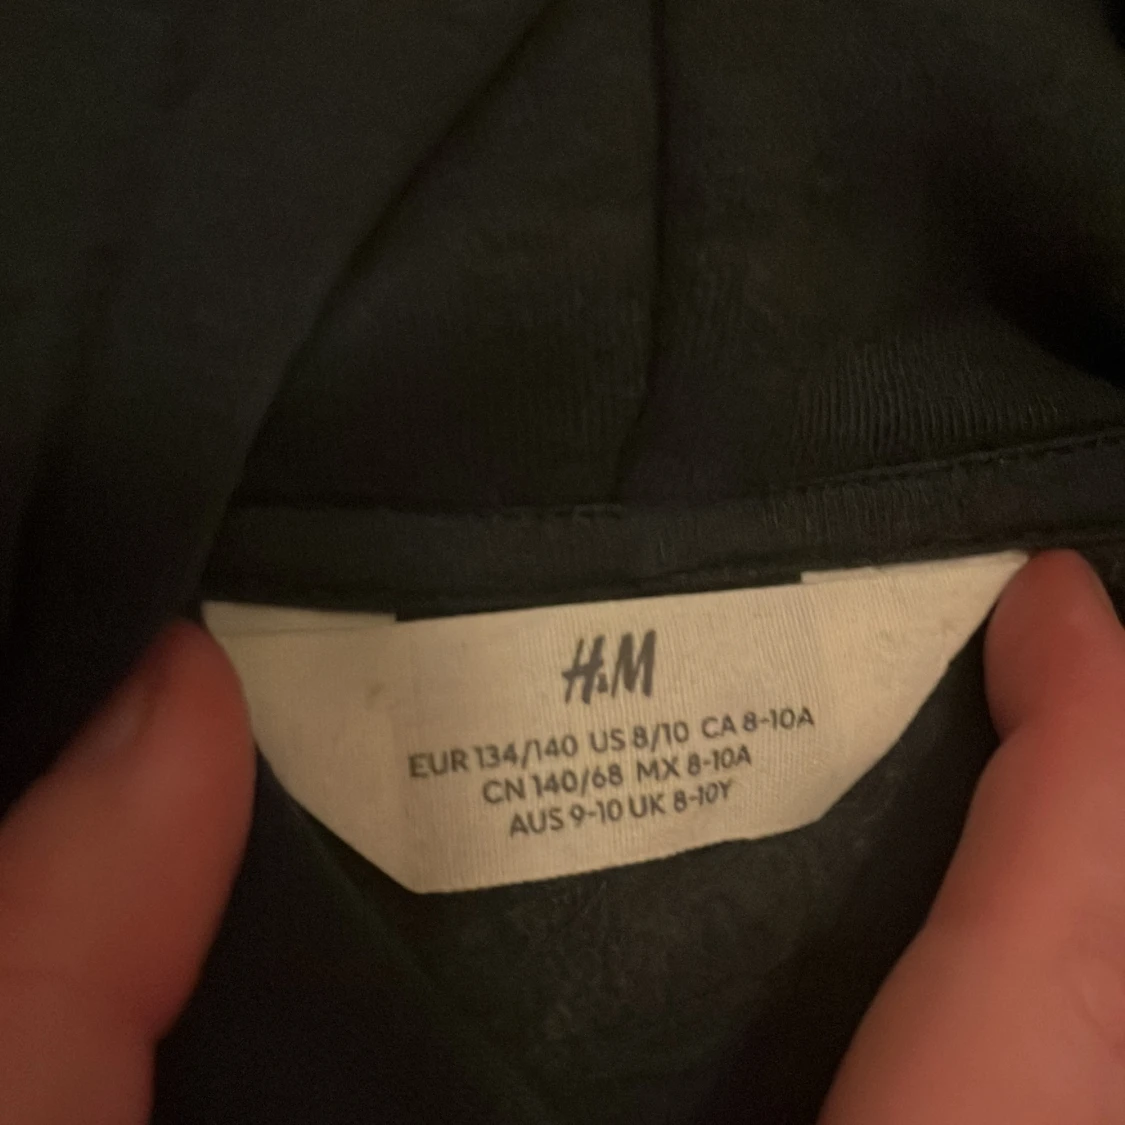 H&M
EUR 134/140 US 8/10 CA 8-10A
CN 140/68 MX 8-10A
AUS 9-10 UK 8-10Y